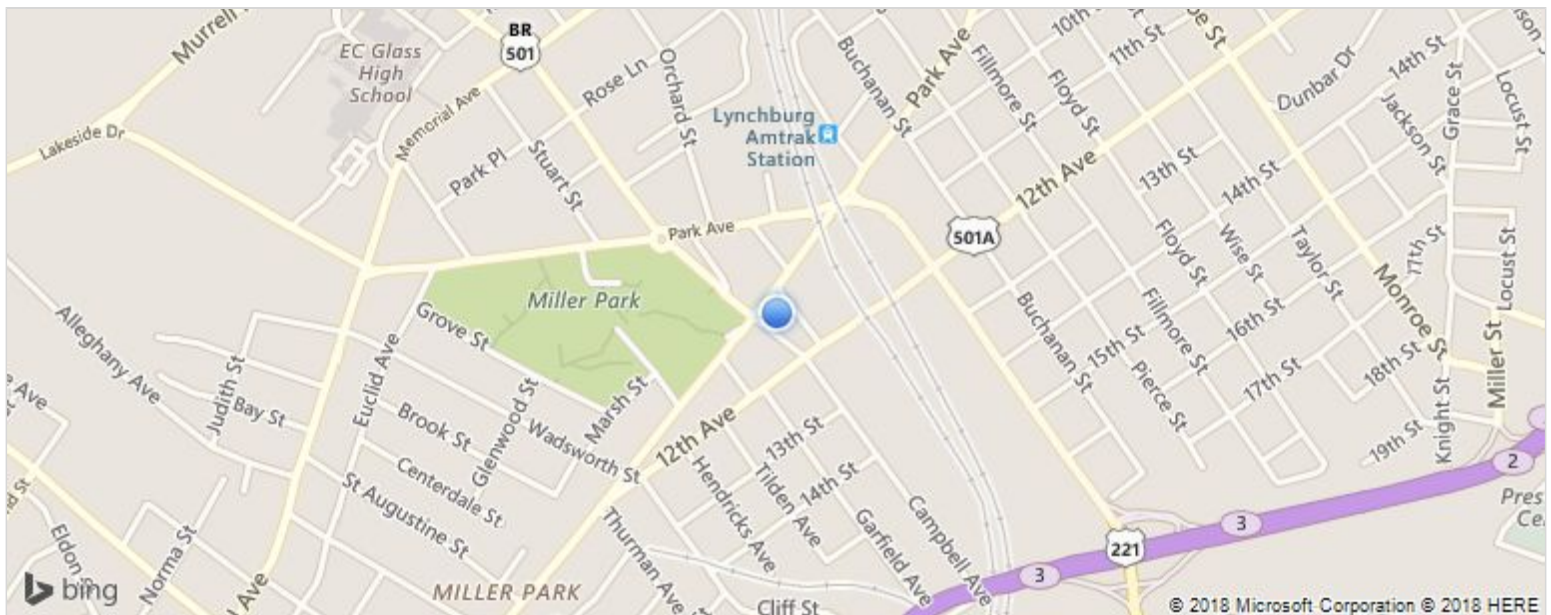 Murrell
EC Glass
High
School
BR
501
Rose Ln
Orchard St
Buchanan St
Park Ave
Fillmore St
10th St
11th St
Floyd St
Dunbar Dr
14th St
Grace St
Locust St
Jackson St
Lakeside Dr
Memorial Ave
Park Pl
Stuart St
Lynchburg
Amtrak
Station
12th Ave
13th St
14th St
501A
Park Ave
Floyd St
Wise St
Taylor St
17th St
Monroe St
Locust St
Miller Park
Grove St
Alleghany Ave
Judith St
Euclid Ave
Bay St
Brook St
Glenwood St
Marsh St
Wadsworth St
12th Ave
Buchanan St
15th St
Fillmore St
16th St
Pierce St
17th St
18th St
Miller St
Knight St
19th St
Centerdale St
St Augustine St
Hendricks Ave
13th St
Tilden Ave
14th St
Garfield Ave
Campbell Ave
Thurman Ave
Norma St
MILLER PARK
Cliff St
2
3
3
221
bing
© 2018 Microsoft Corporation © 2018 HERE